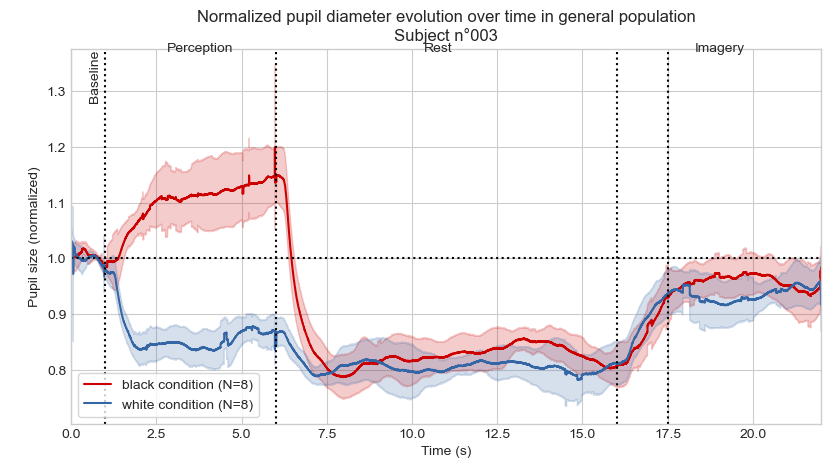 Normalized pupil diameter evolution over time in general population
Subject n°003
Baseline
Perception
Rest
Imagery
Pupil size (normalized)
1.3
1.2
1.1
1.0
0.9
0.8
black condition (N=8)
white condition (N=8)
0.0 2.5 5.0 7.5 10.0 12.5 15.0 17.5 20.0
Time (s)